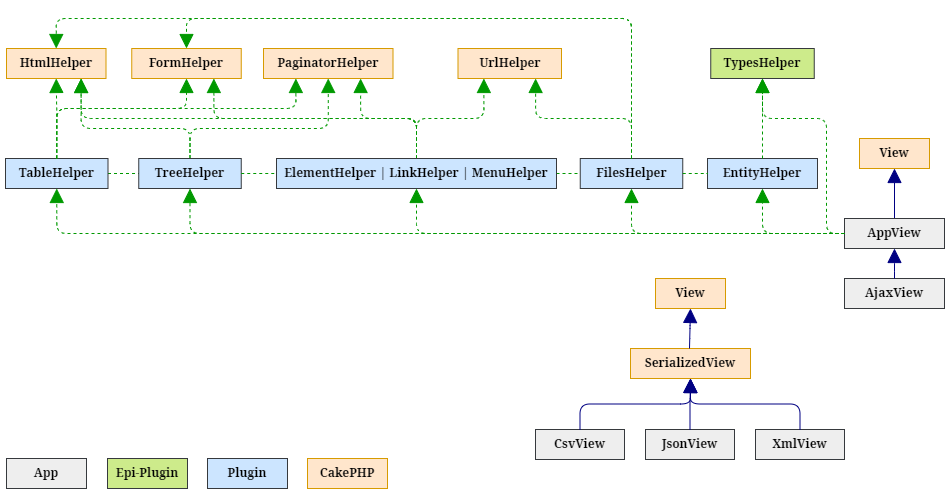 HtmlHelper
FormHelper
PaginatorHelper
UrlHelper
TypesHelper
View
TableHelper
TreeHelper
ElementHelper | LinkHelper | MenuHelper
FilesHelper
EntityHelper
AppView
View
AjaxView
SerializedView
CsvView
JsonView
XmlView
App
Epi-Plugin
Plugin
CakePHP